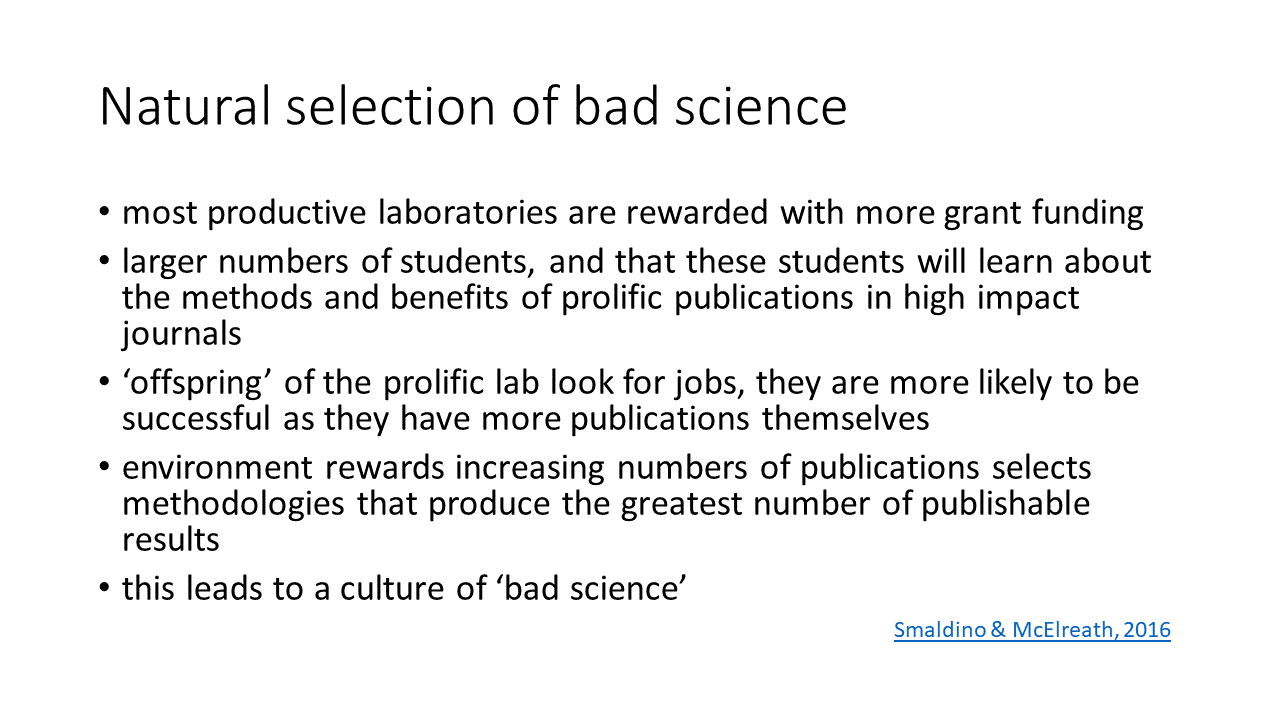 Natural selection of bad science
• most productive laboratories are rewarded with more grant funding
• larger numbers of students, and that these students will learn about
the methods and benefits of prolific publications in high impact
journals
• ‘offspring’ of the prolific lab look for jobs, they are more likely to be
successful as they have more publications themselves
• environment rewards increasing numbers of publications selects
methodologies that produce the greatest number of publishable
results
• this leads to a culture of ‘bad science’
Smaldino & McElreath, 2016